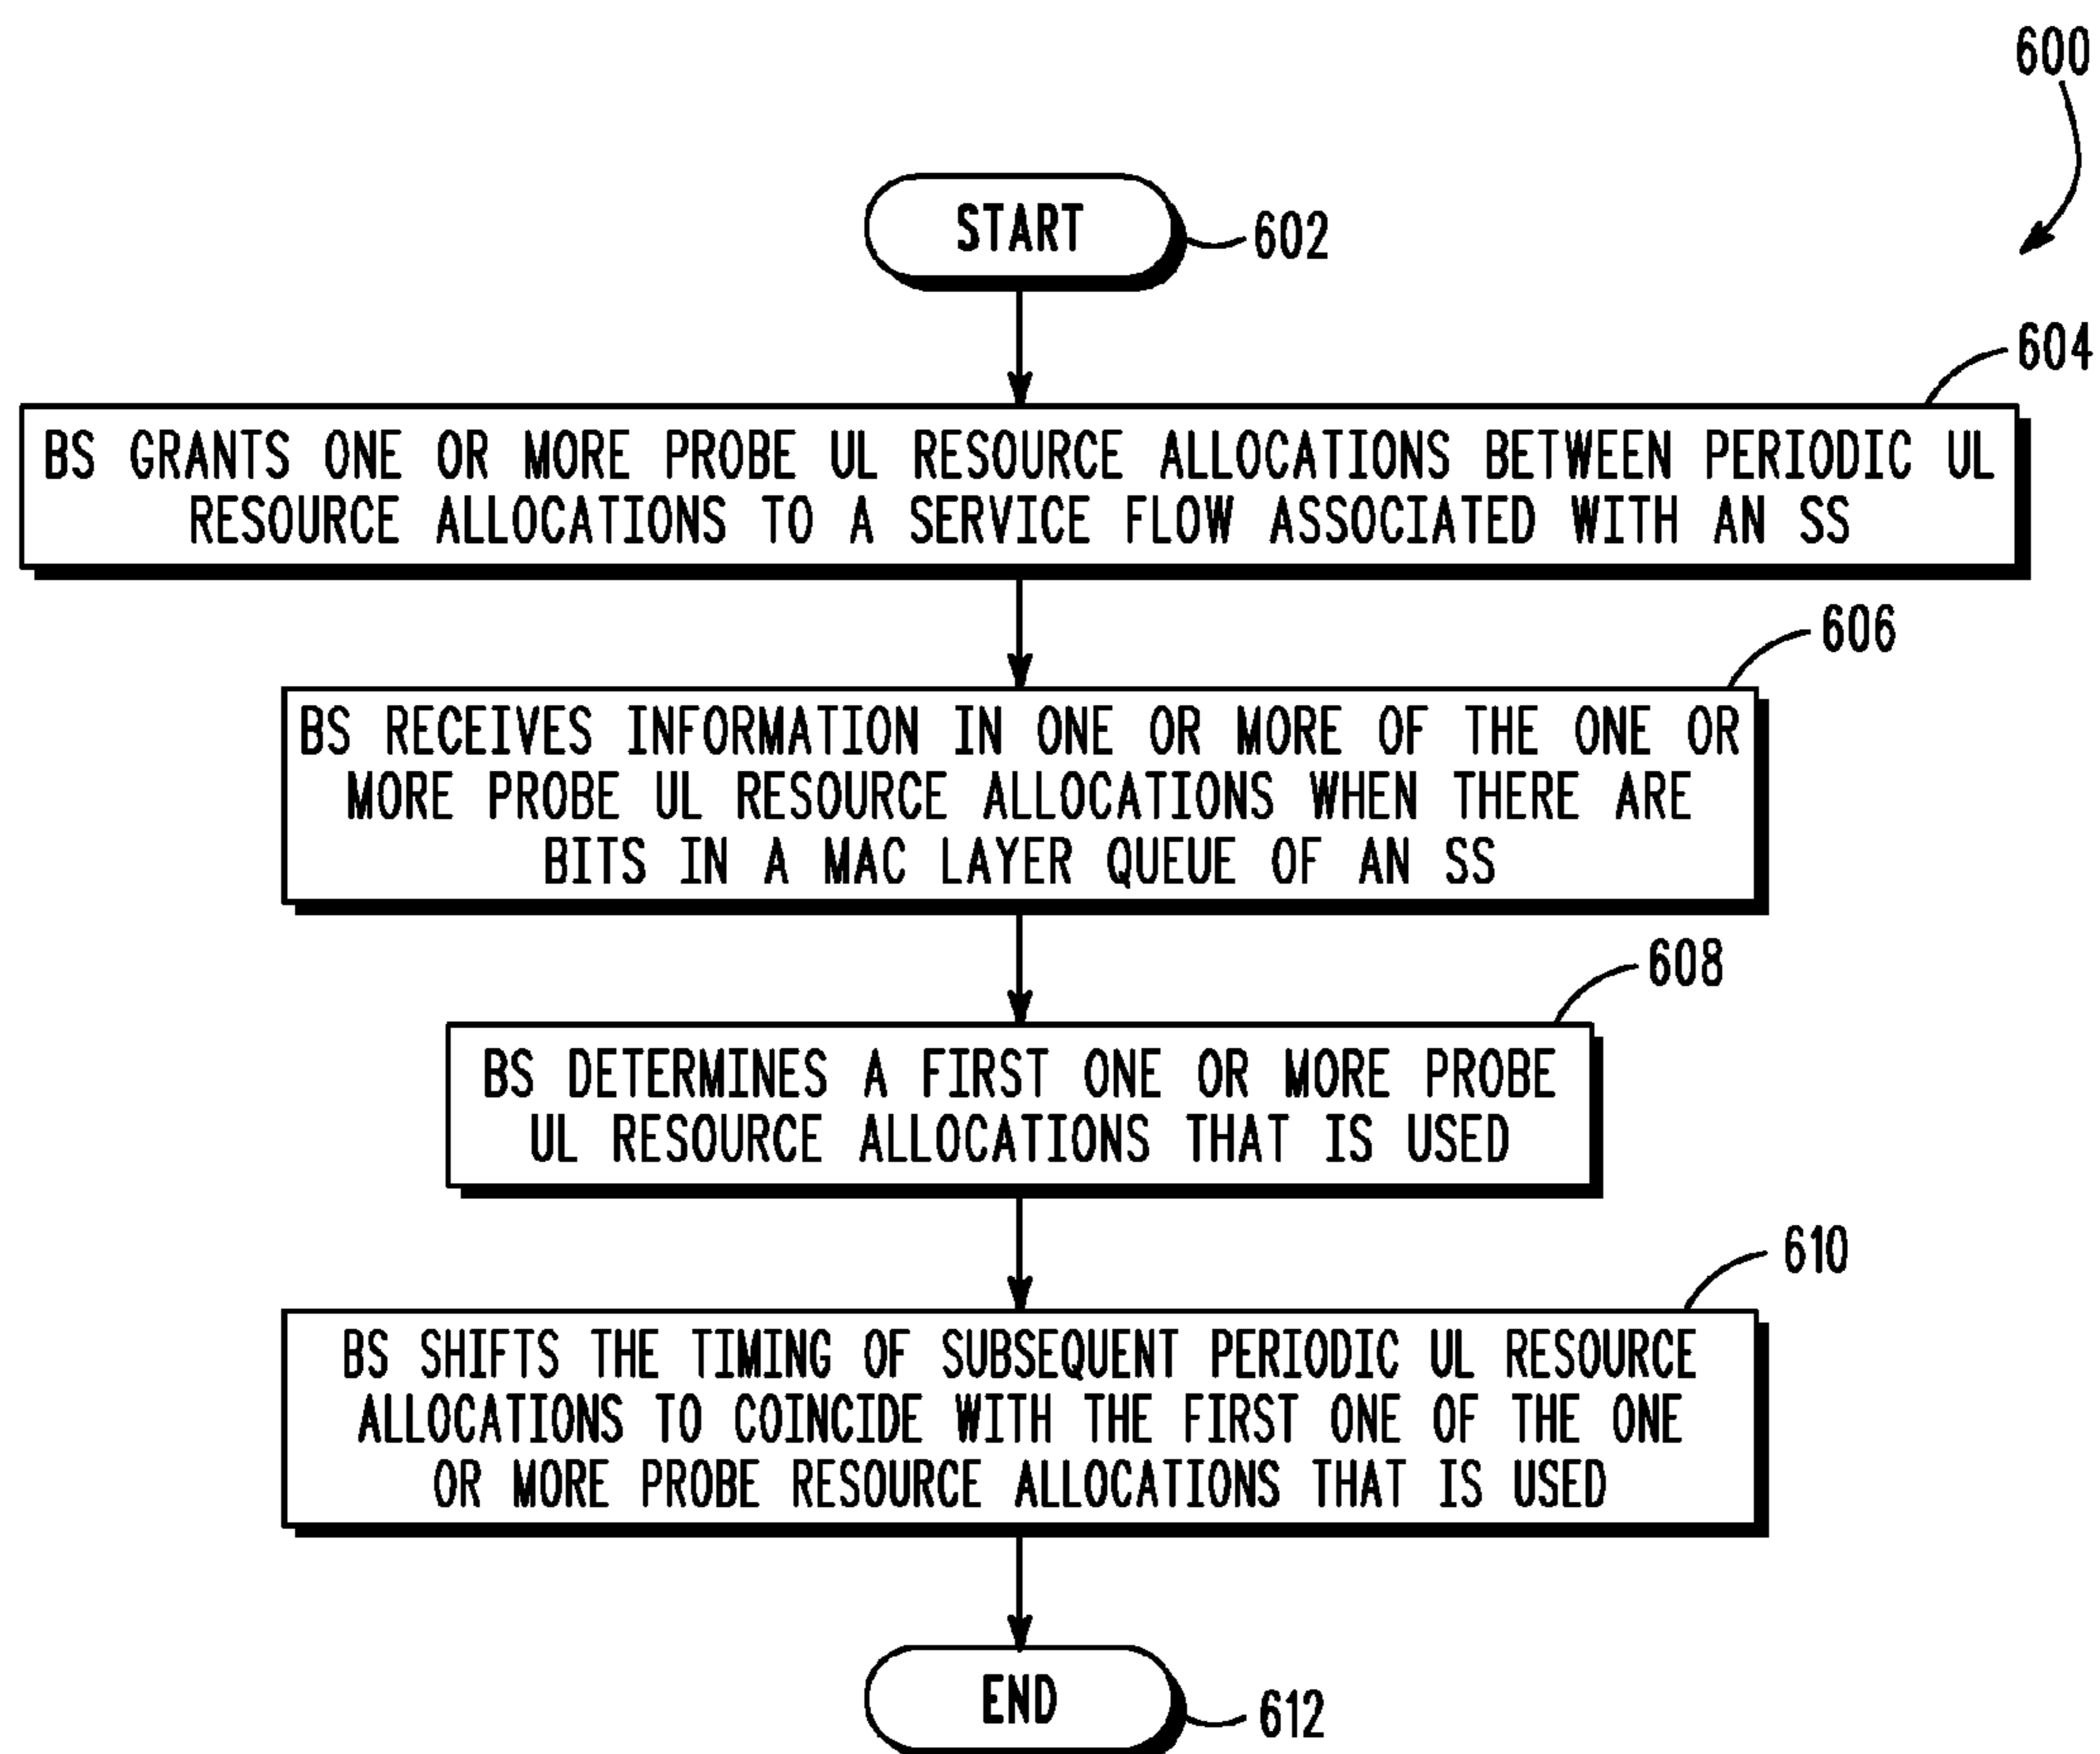 600
START
602
604
BS GRANTS ONE OR MORE PROBE UL RESOURCE ALLOCATIONS BETWEEN PERIODIC UL
RESOURCE ALLOCATIONS TO A SERVICE FLOW ASSOCIATED WITH AN SS
606
BS RECEIVES INFORMATION IN ONE OR MORE OF THE ONE OR
MORE PROBE UL RESOURCE ALLOCATIONS WHEN THERE ARE
BITS IN A MAC LAYER QUEUE OF AN SS
608
BS DETERMINES A FIRST ONE OR MORE PROBE
UL RESOURCE ALLOCATIONS THAT IS USED
610
BS SHIFTS THE TIMING OF SUBSEQUENT PERIODIC UL RESOURCE
ALLOCATIONS TO COINCIDE WITH THE FIRST ONE OF THE ONE
OR MORE PROBE RESOURCE ALLOCATIONS THAT IS USED
END
612